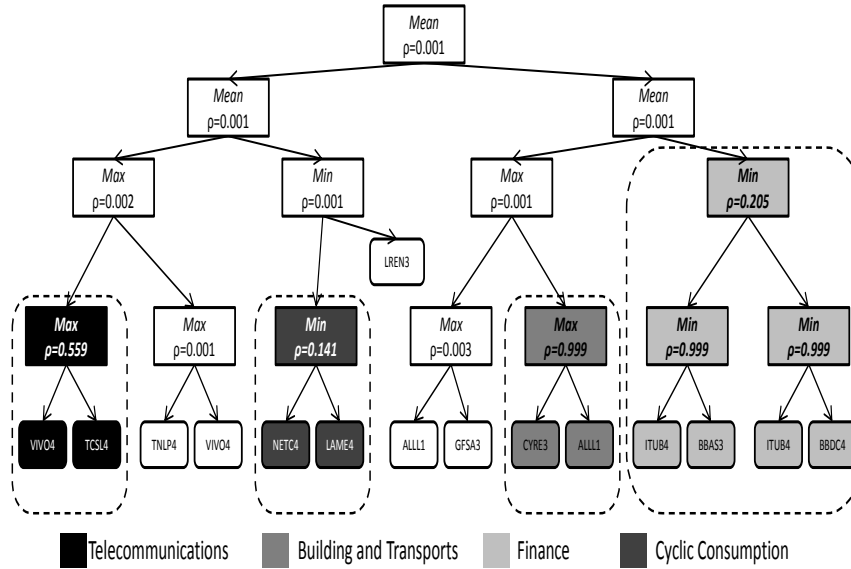 Mean
ρ=0.001
Mean
ρ=0.001
Mean
ρ=0.001
Max
ρ=0.002
Min
ρ=0.001
Max
ρ=0.001
Min
ρ=0.205
LREN3
Max
ρ=0.559
Max
ρ=0.001
Min
ρ=0.141
Max
ρ=0.003
Max
ρ=0.999
Min
ρ=0.999
Min
ρ=0.999
VIVO4
TCSL4
TNLP4
VIVO4
NETC4
LAME4
ALLL1
GFSA3
CYRE3
ALLL1
ITUB4
BBAS3
ITUB4
BBDC4
Telecommunications
Building and Transports
Finance
Cyclic Consumption